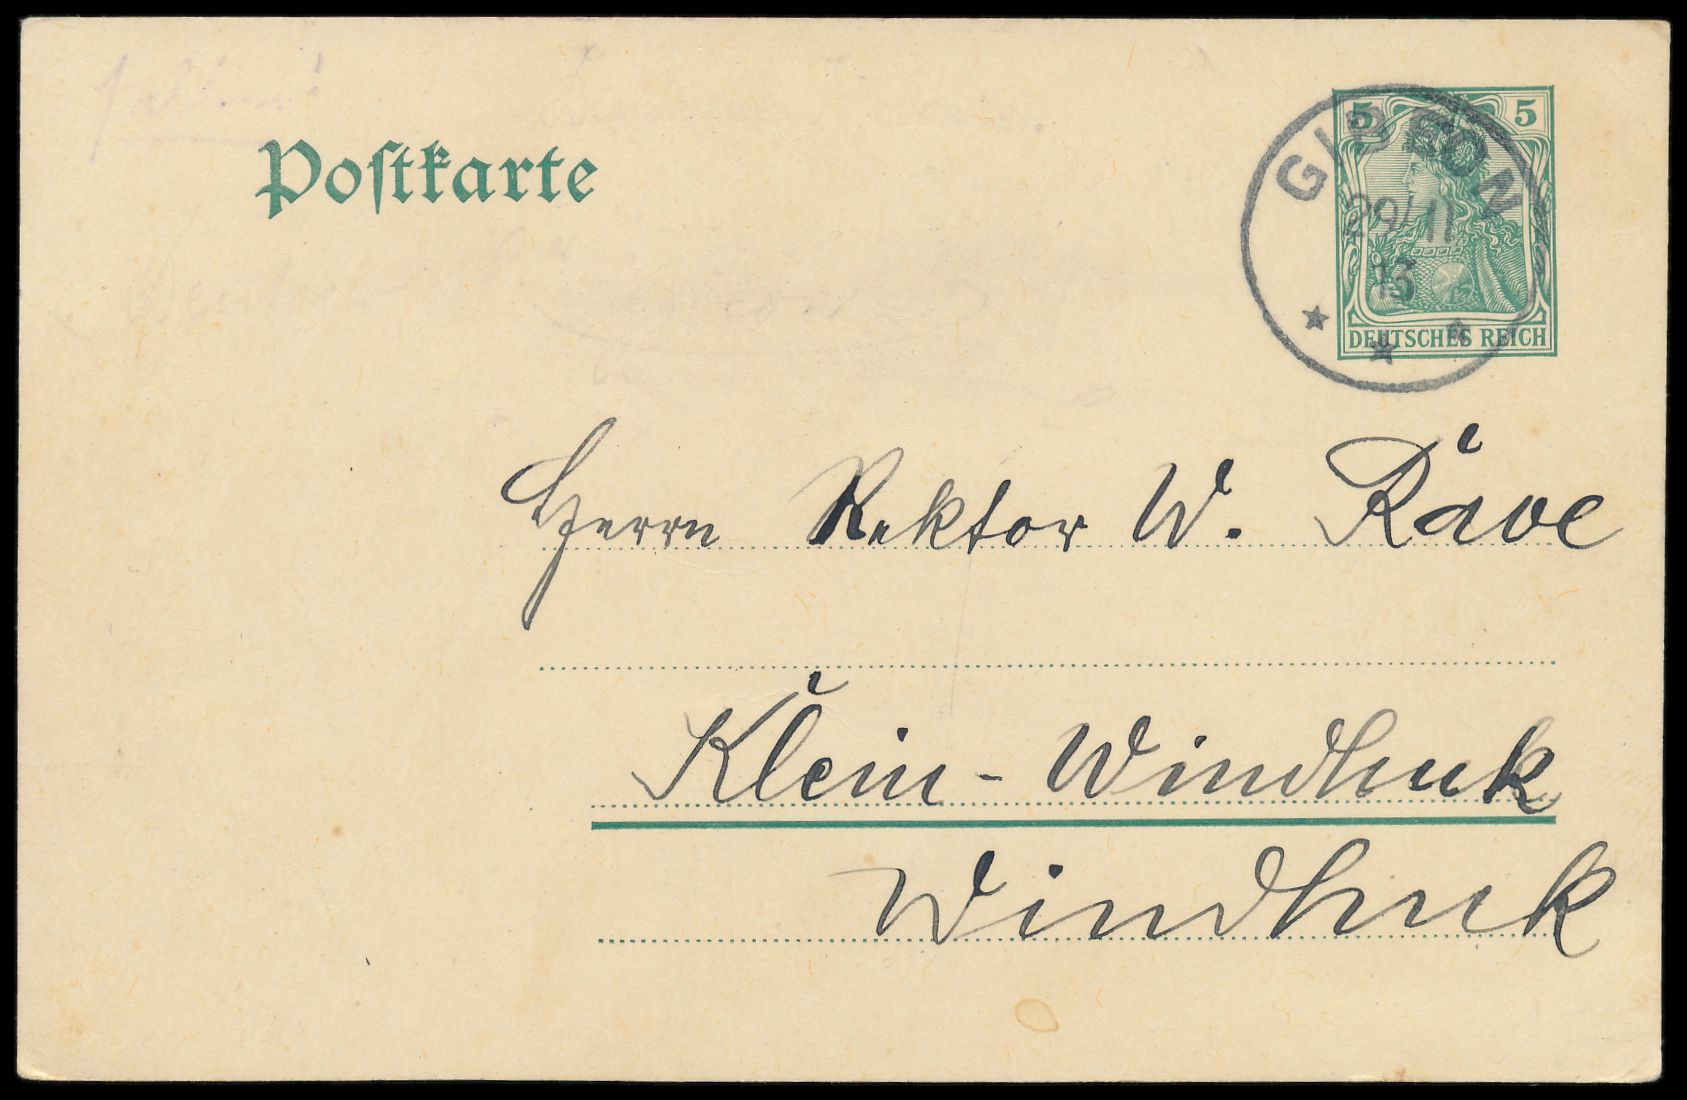 Postkarte
5 5
GIBEON
29/11
13
DEUTSCHES REICH
Herrn Rektor W. Räve
Klein-Windhuk
Windhuk